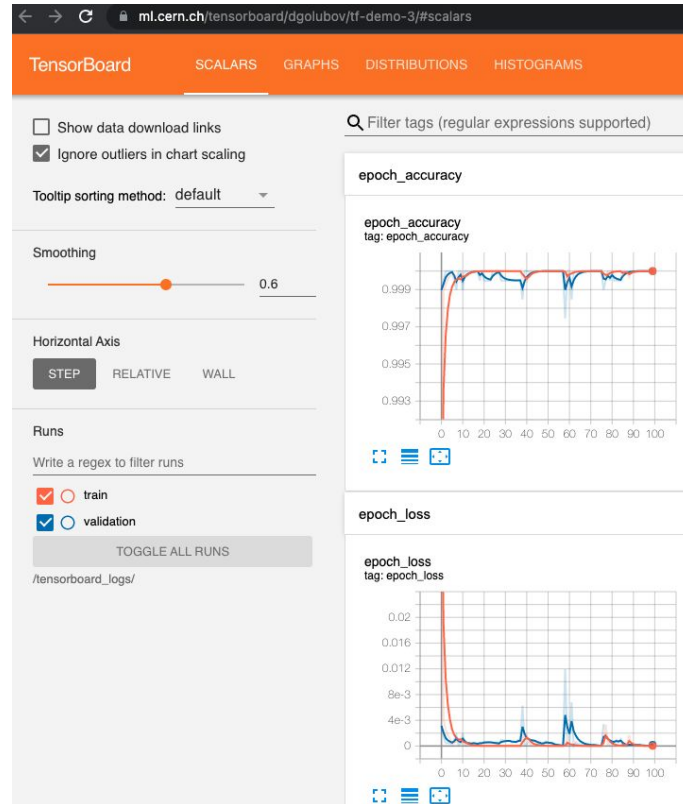 ml.cern.ch/tensorboard/dgolubov/tf-demo-3/#scalars
TensorBoard SCALARS GRAPHS DISTRIBUTIONS HISTOGRAMS
Show data download links
Ignore outliers in chart scaling
Tooltip sorting method: default
Smoothing
0.6
Horizontal Axis
STEP RELATIVE WALL
Runs
Write a regex to filter runs
train
validation
TOGGLE ALL RUNS
/tensorboard_logs/
Filter tags (regular expressions supported)
epoch_accuracy
epoch_accuracy
tag: epoch_accuracy
0.999
0.997
0.995
0.993
0 10 20 30 40 50 60 70 80 90 100
epoch_loss
epoch_loss
tag: epoch_loss
0.02
0.016
0.012
8e-3
4e-3
0
0 10 20 30 40 50 60 70 80 90 100